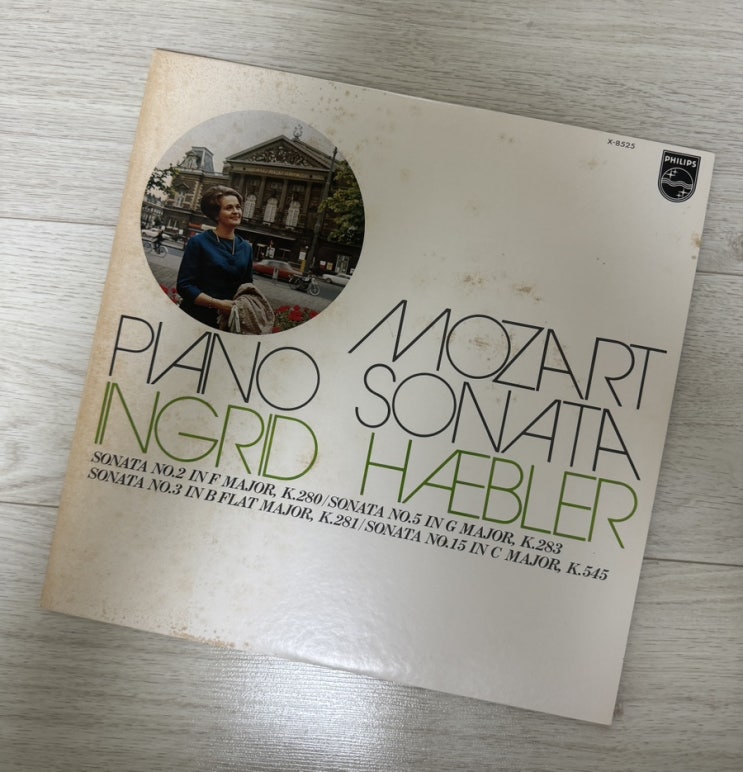 X-8525
PHILIPS
MOZART
PIANO SONATA
INGRID HÆBLER
SONATA NO.2 IN F MAJOR, K.280/SONATA NO.5 IN G MAJOR, K.283
SONATA NO.3 IN B FLAT MAJOR, K.281/SONATA NO.15 IN C MAJOR, K.545